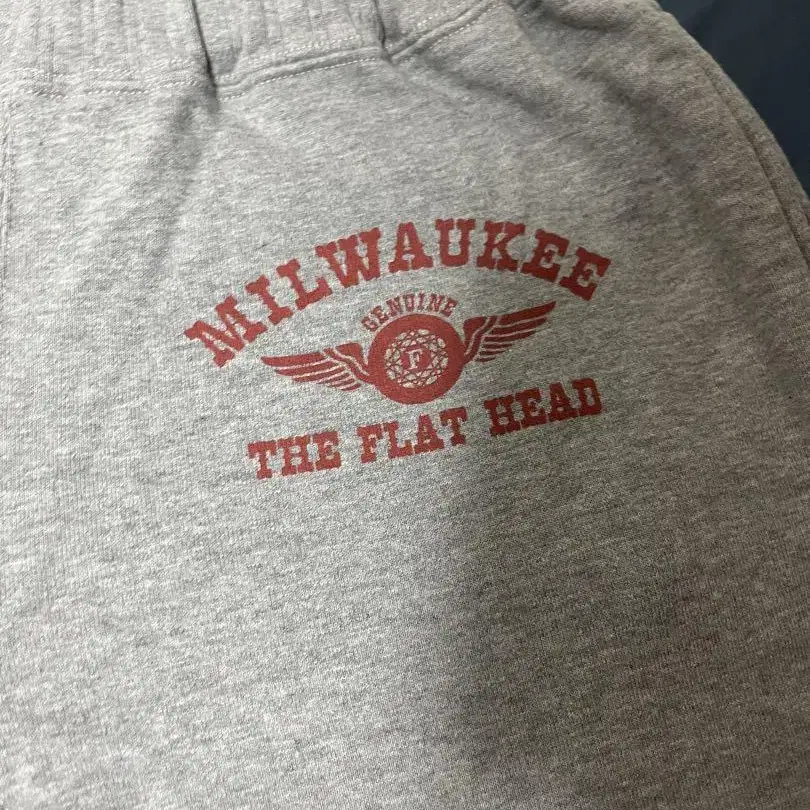 MILWAUKEE
GENUINE
F
THE FLAT HEAD